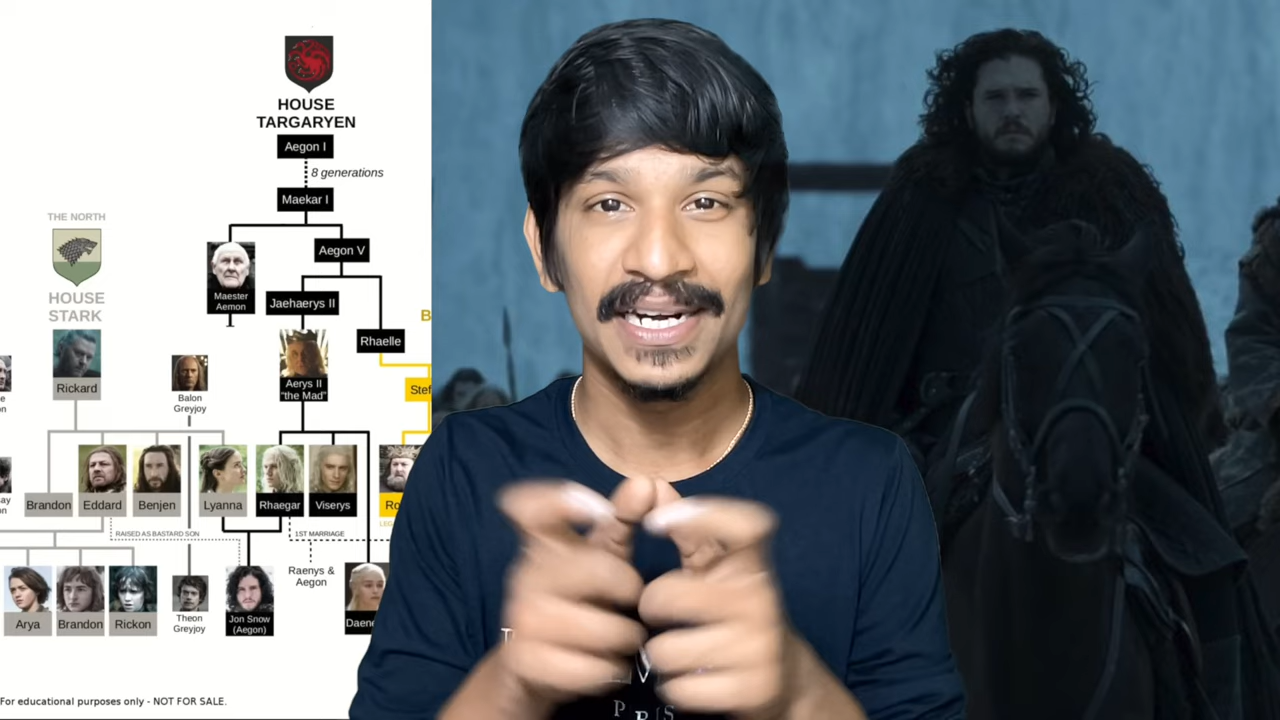 HOUSE
TARGARYEN
Aegon I
8 generations
Maekar I
THE NORTH
HOUSE
STARK
Maester
Aemon
Aegon V
Jaehaerys II
Rhaelle
Rickard
Balon
Greyjoy
Aerys II
"the Mad"
Brandon
Eddard
Benjen
Lyanna
Rhaegar
Viserys
RAISED AS BASTARD SON
1ST MARRIAGE
Raenys &
Aegon
Arya
Brandon
Rickon
Theon
Greyjoy
Jon Snow
(Aegon)
For educational purposes only - NOT FOR SALE.